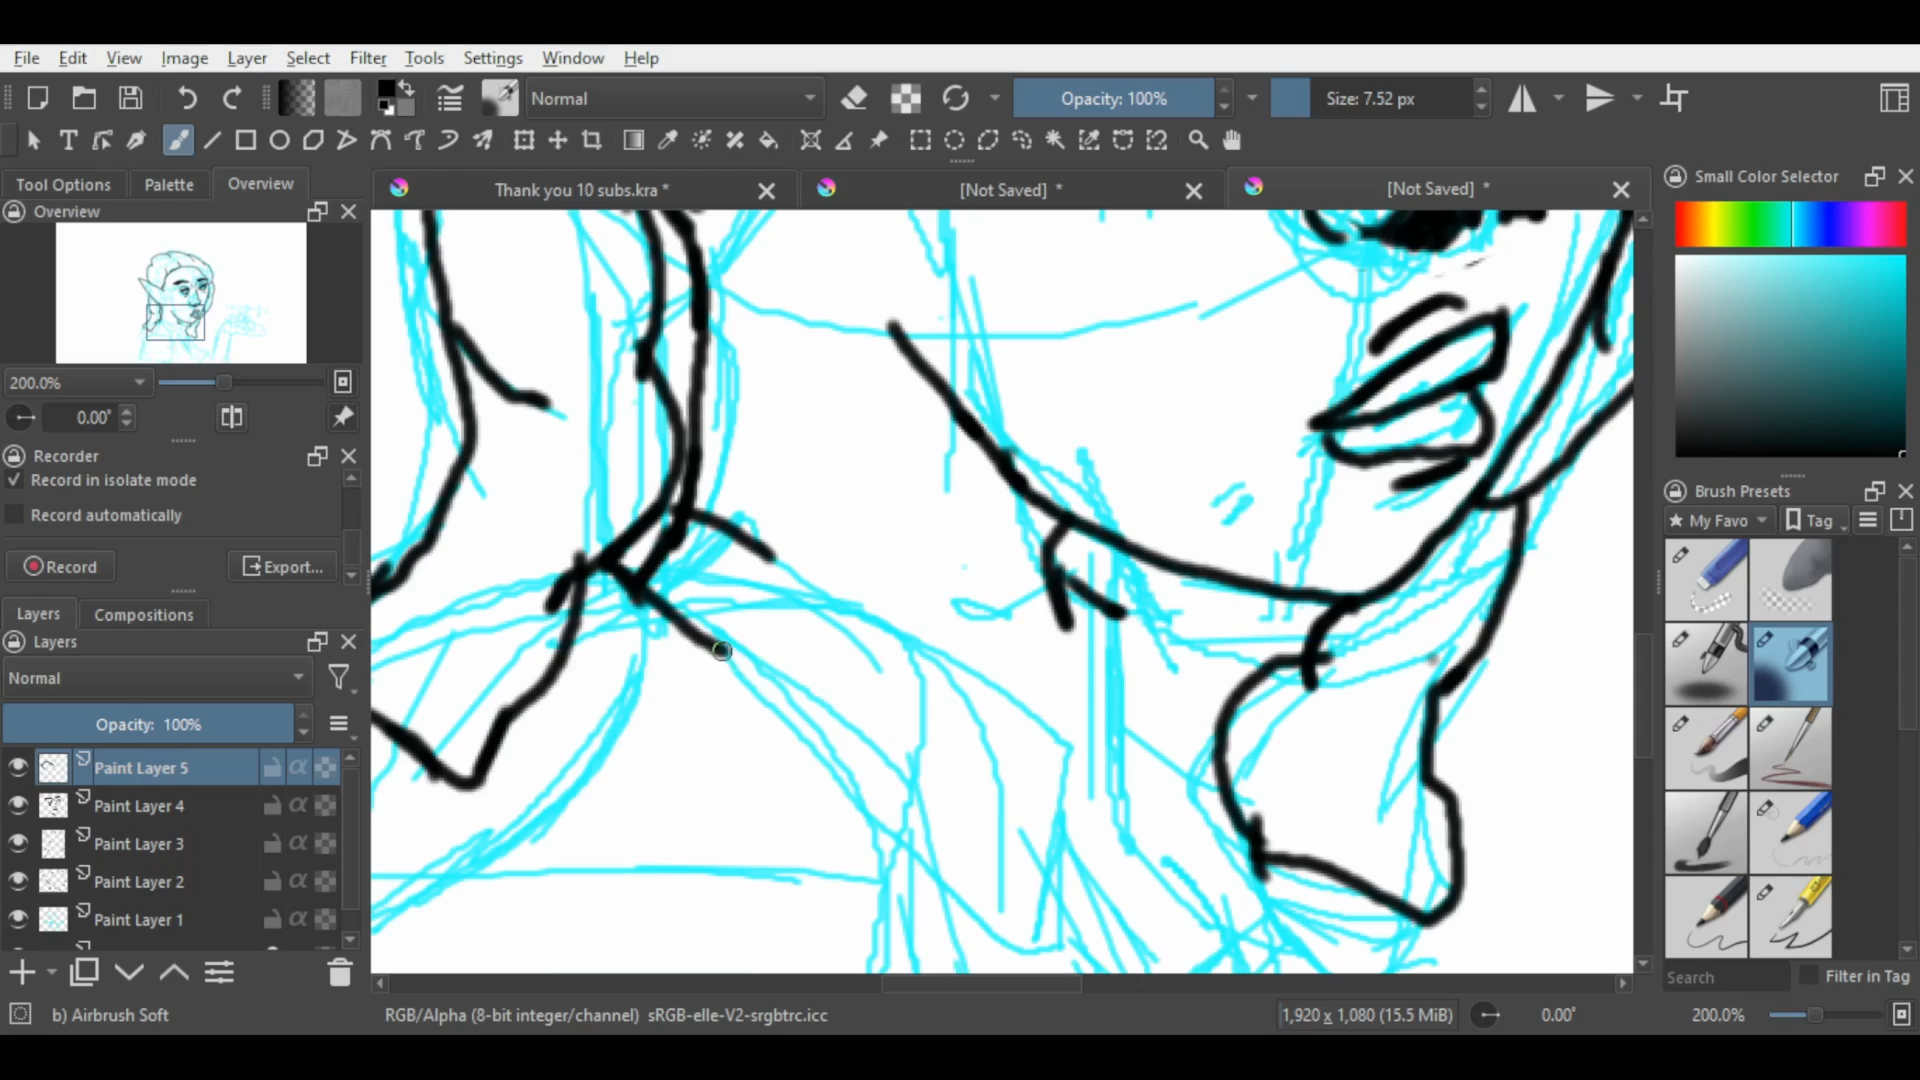 File Edit View Image Layer Select Filter Tools Settings Window Help
Normal Opacity: 100% Size: 7.52 px
Tool Options Palette Overview
Thank you 10 subs.kra * [Not Saved] * [Not Saved] *
Overview
200.0%
0.00°
Recorder
Record in isolate mode
Record automatically
Record Export...
Layers Compositions
Layers
Normal
Opacity: 100%
Paint Layer 5
Paint Layer 4
Paint Layer 3
Paint Layer 2
Paint Layer 1
Small Color Selector
Brush Presets
My Favo Tag
Search Filter in Tag
b) Airbrush Soft RGB/Alpha (8-bit integer/channel) sRGB-elle-V2-srgbtrc.icc 1,920 x 1,080 (15.5 MiB) 0.00° 200.0%